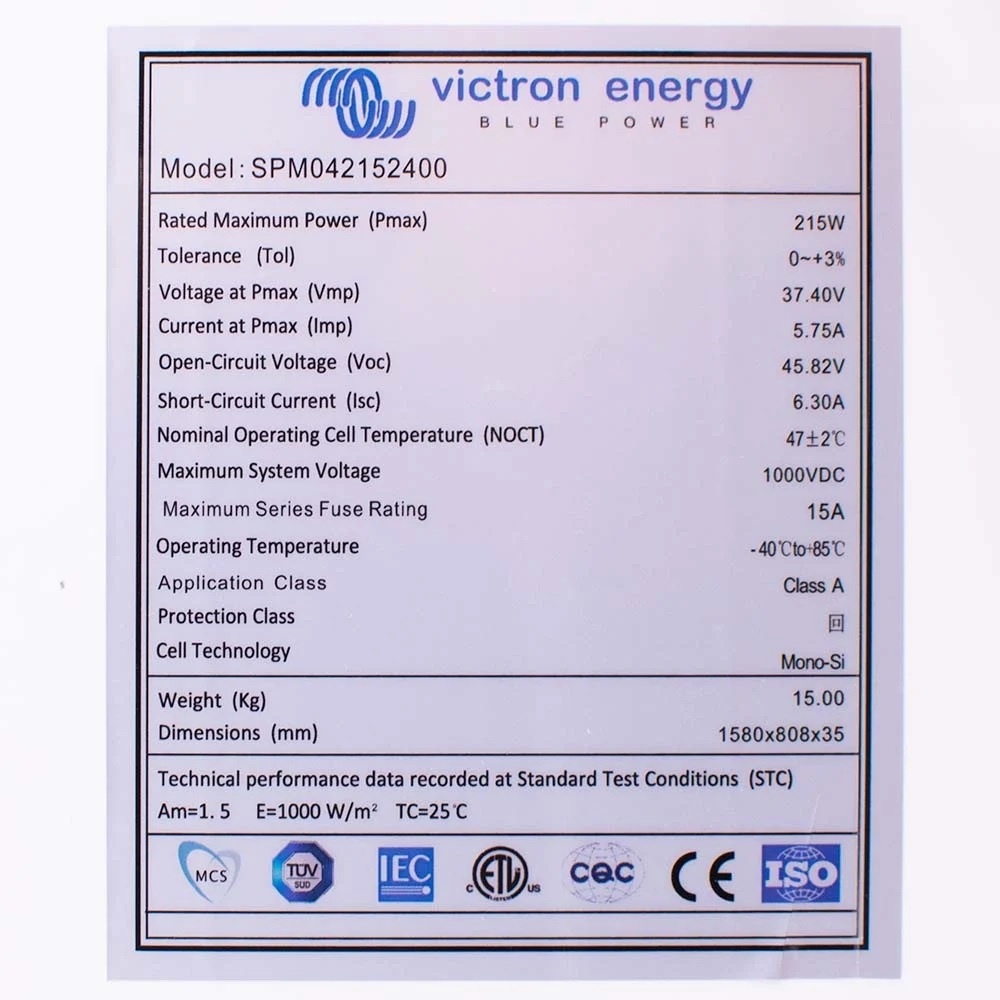 victron energy
BLUE POWER
Model: SPM042152400
Rated Maximum Power (Pmax) 215W
Tolerance (Tol) 0~+3%
Voltage at Pmax (Vmp) 37.40V
Current at Pmax (Imp) 5.75A
Open-Circuit Voltage (Voc) 45.82V
Short-Circuit Current (Isc) 6.30A
Nominal Operating Cell Temperature (NOCT) 47±2℃
Maximum System Voltage 1000VDC
Maximum Series Fuse Rating 15A
Operating Temperature -40℃to+85℃
Application Class Class A
Protection Class
Cell Technology Mono-Si
Weight (Kg) 15.00
Dimensions (mm) 1580x808x35
Technical performance data recorded at Standard Test Conditions (STC)
Am=1. 5 E=1000 W/m² TC=25℃
MCS TÜV SUD IEC c ETL us LISTED CQC CE ISO